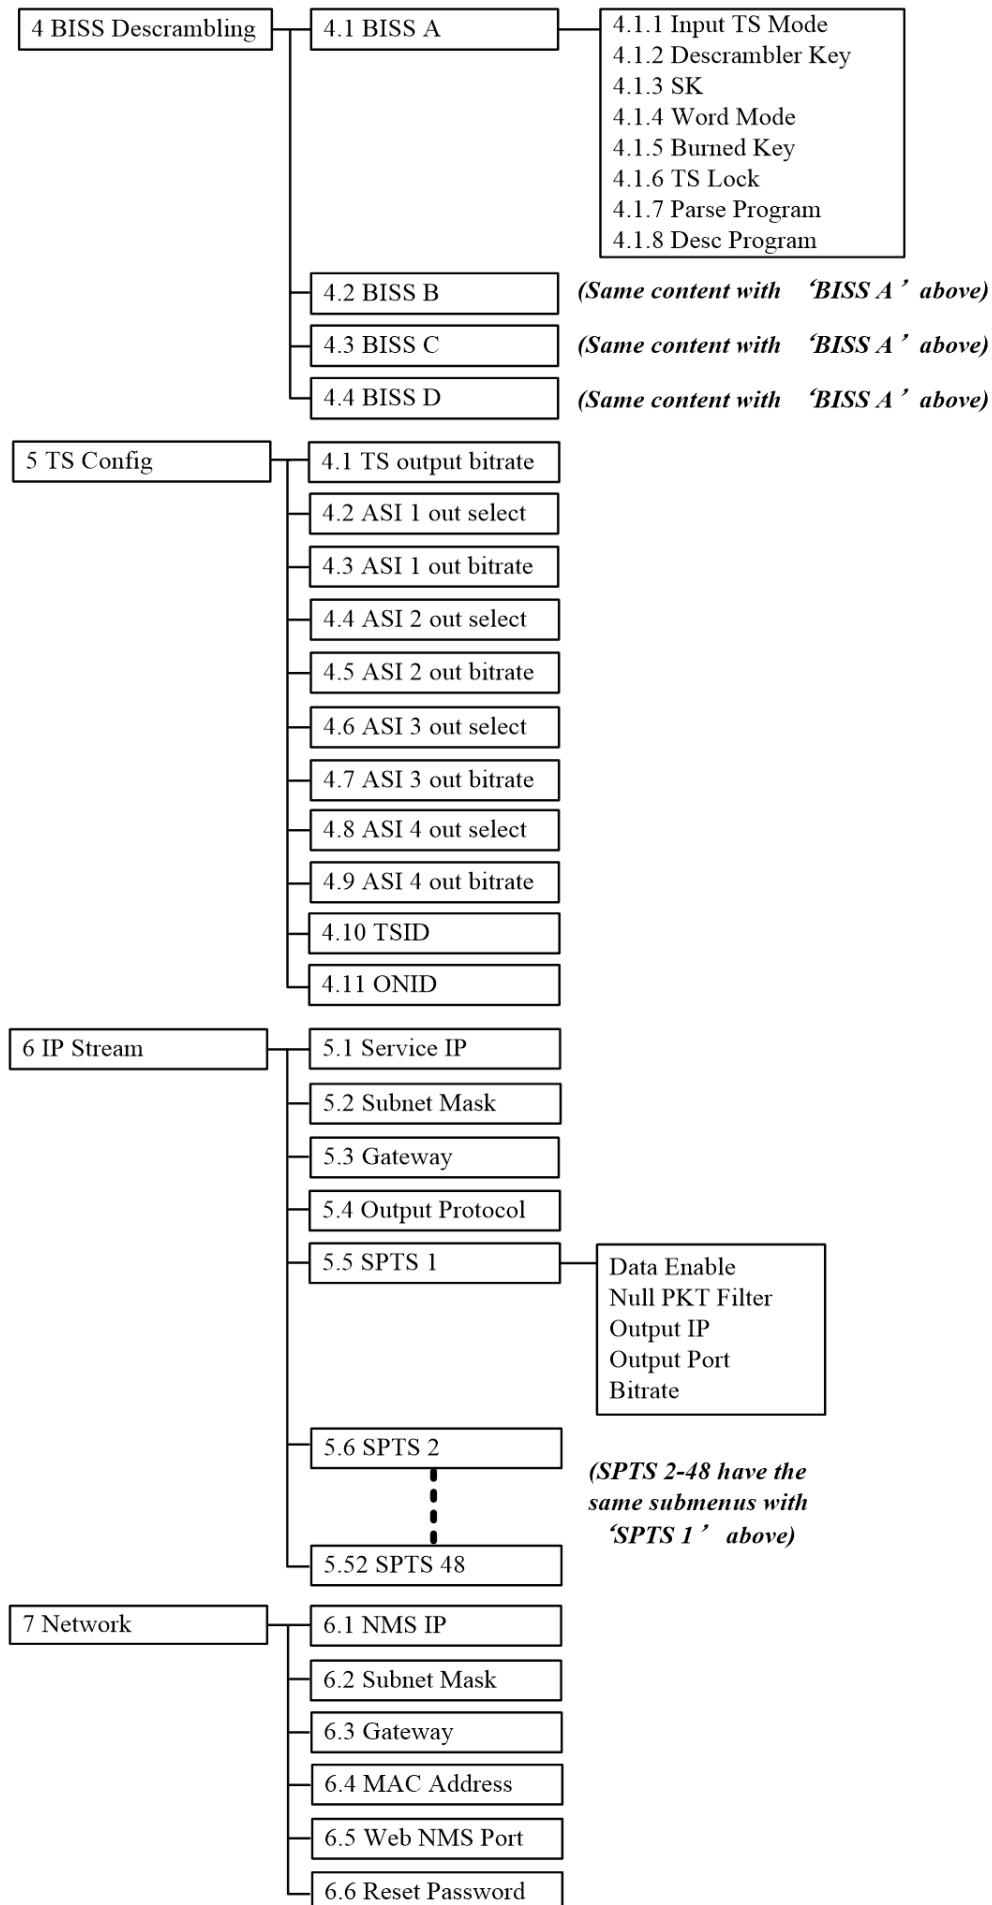 4 BISS Descrambling
4.1 BISS A
4.1.1 Input TS Mode
4.1.2 Descrambler Key
4.1.3 SK
4.1.4 Word Mode
4.1.5 Burned Key
4.1.6 TS Lock
4.1.7 Parse Program
4.1.8 Desc Program
4.2 BISS B
(Same content with ‘BISS A’ above)
4.3 BISS C
(Same content with ‘BISS A’ above)
4.4 BISS D
(Same content with ‘BISS A’ above)
5 TS Config
4.1 TS output bitrate
4.2 ASI 1 out select
4.3 ASI 1 out bitrate
4.4 ASI 2 out select
4.5 ASI 2 out bitrate
4.6 ASI 3 out select
4.7 ASI 3 out bitrate
4.8 ASI 4 out select
4.9 ASI 4 out bitrate
4.10 TSID
4.11 ONID
6 IP Stream
5.1 Service IP
5.2 Subnet Mask
5.3 Gateway
5.4 Output Protocol
5.5 SPTS 1
Data Enable
Null PKT Filter
Output IP
Output Port
Bitrate
5.6 SPTS 2
(SPTS 2-48 have the
same submenus with
‘SPTS 1’ above)
5.52 SPTS 48
7 Network
6.1 NMS IP
6.2 Subnet Mask
6.3 Gateway
6.4 MAC Address
6.5 Web NMS Port
6.6 Reset Password